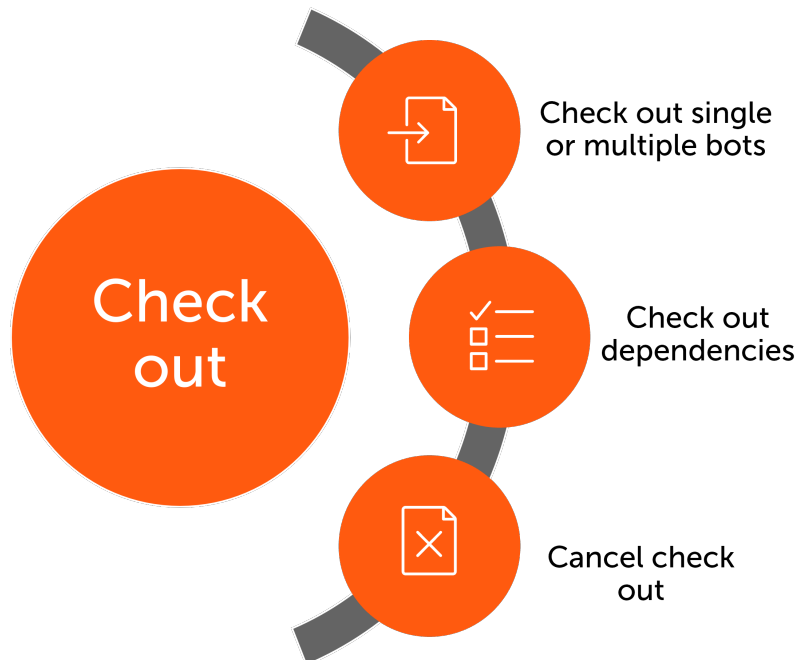 Check
out
Check out single
or multiple bots
Check out
dependencies
Cancel check
out